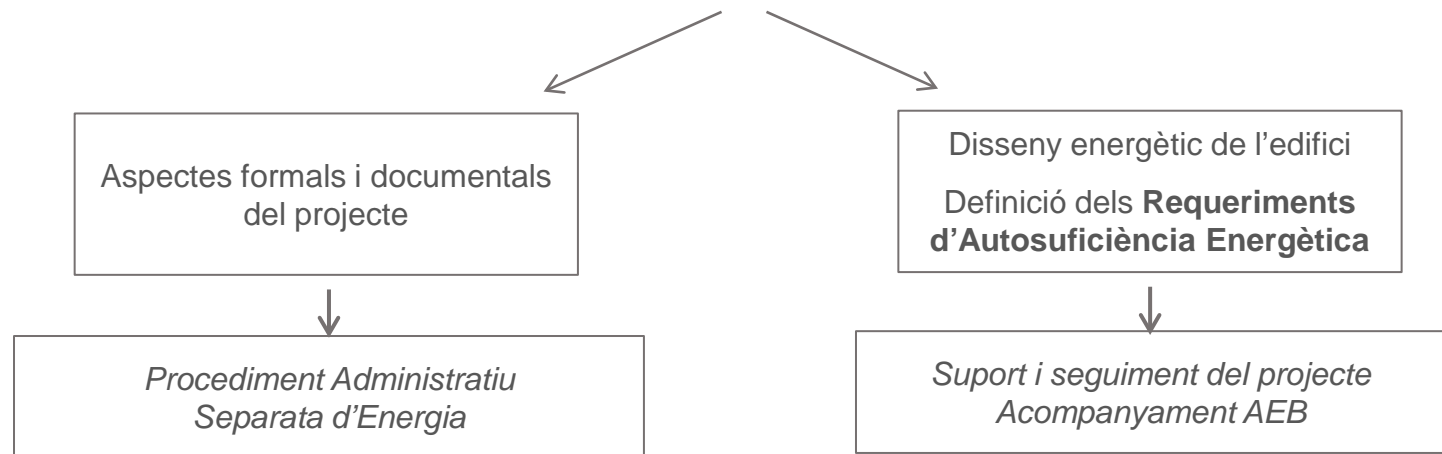 Aspectes formals i documentals
del projecte
Disseny energètic de l’edifici
Definició dels Requeriments
d’Autosuficiència Energètica
Procediment Administratiu
Separata d’Energia
Suport i seguiment del projecte
Acompanyament AEB